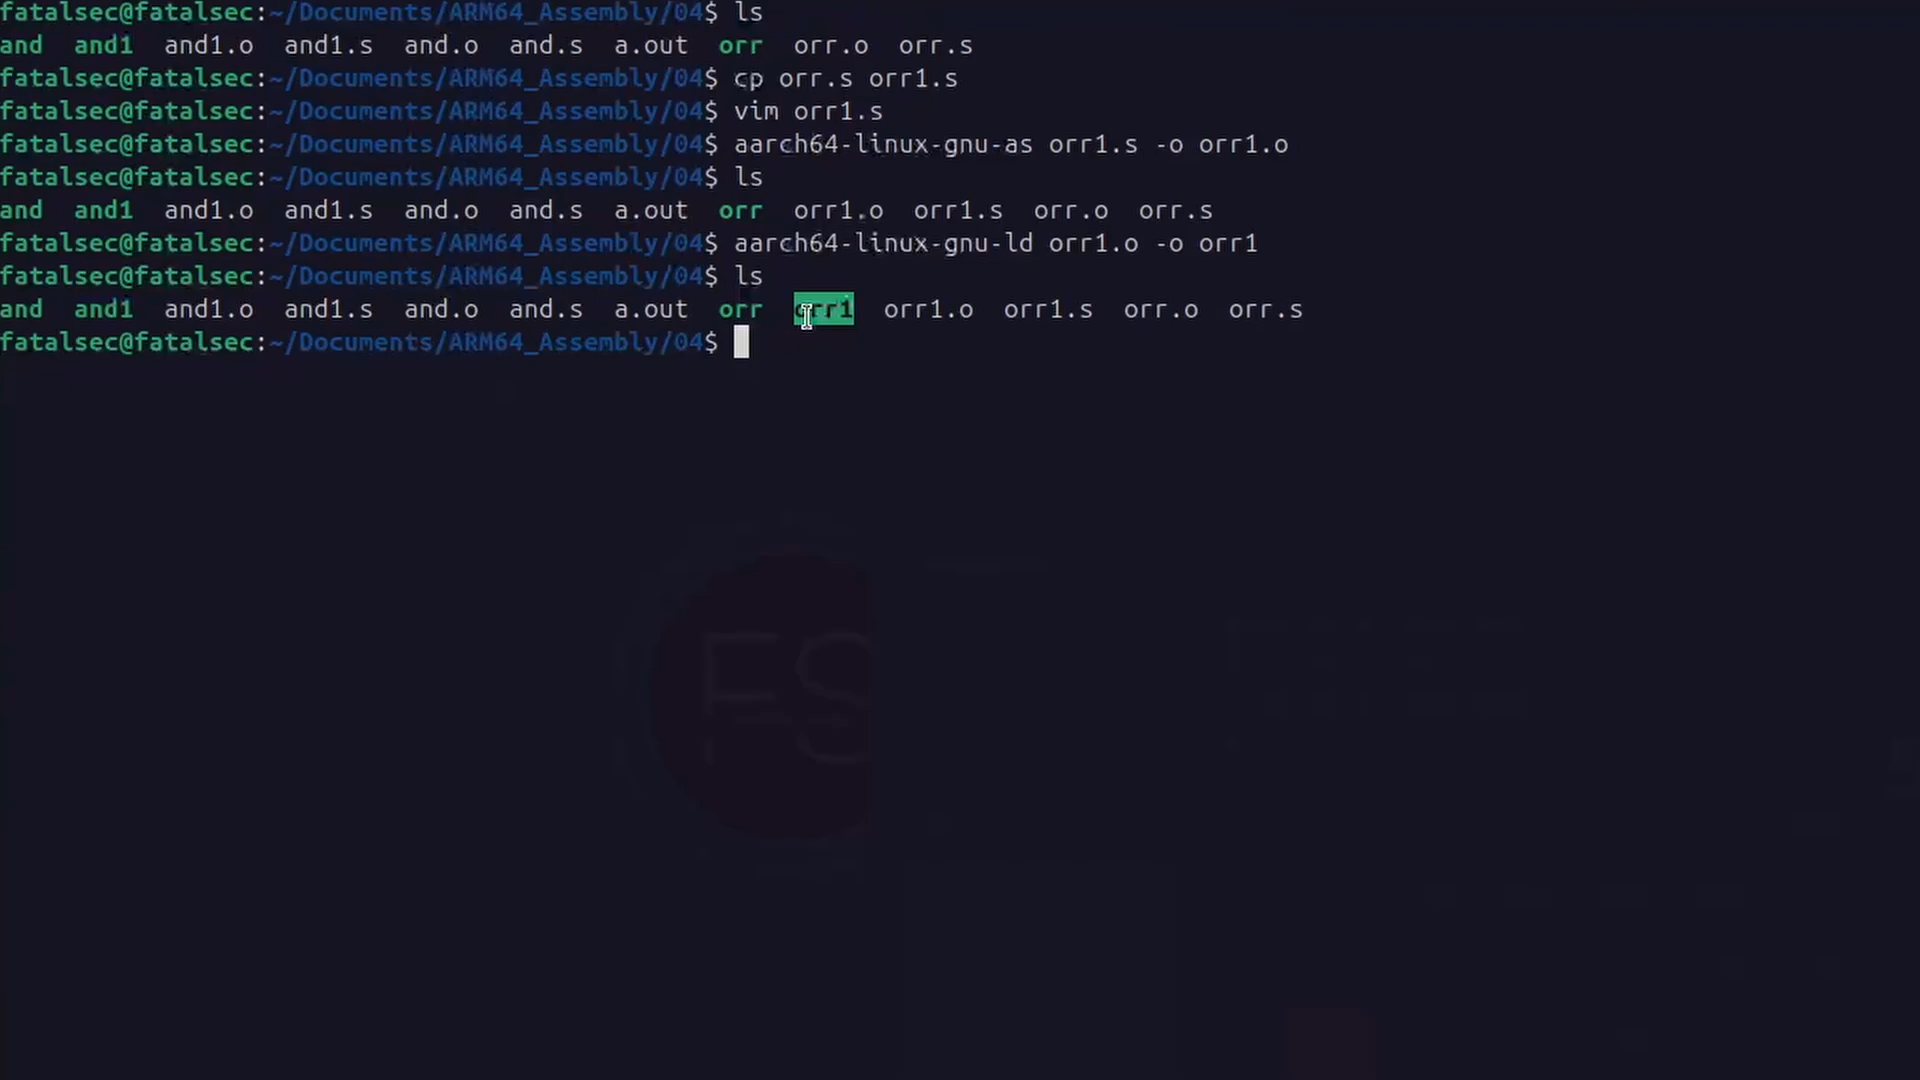 fatalsec@fatalsec:~/Documents/ARM64_Assembly/04$ ls
and  and1  and1.o  and1.s  and.o  and.s  a.out  orr  orr.o  orr.s
fatalsec@fatalsec:~/Documents/ARM64_Assembly/04$ cp orr.s orr1.s
fatalsec@fatalsec:~/Documents/ARM64_Assembly/04$ vim orr1.s
fatalsec@fatalsec:~/Documents/ARM64_Assembly/04$ aarch64-linux-gnu-as orr1.s -o orr1.o
fatalsec@fatalsec:~/Documents/ARM64_Assembly/04$ ls
and  and1  and1.o  and1.s  and.o  and.s  a.out  orr  orr1.o  orr1.s  orr.o  orr.s
fatalsec@fatalsec:~/Documents/ARM64_Assembly/04$ aarch64-linux-gnu-ld orr1.o -o orr1
fatalsec@fatalsec:~/Documents/ARM64_Assembly/04$ ls
and  and1  and1.o  and1.s  and.o  and.s  a.out  orr  orr1  orr1.o  orr1.s  orr.o  orr.s
fatalsec@fatalsec:~/Documents/ARM64_Assembly/04$
FS